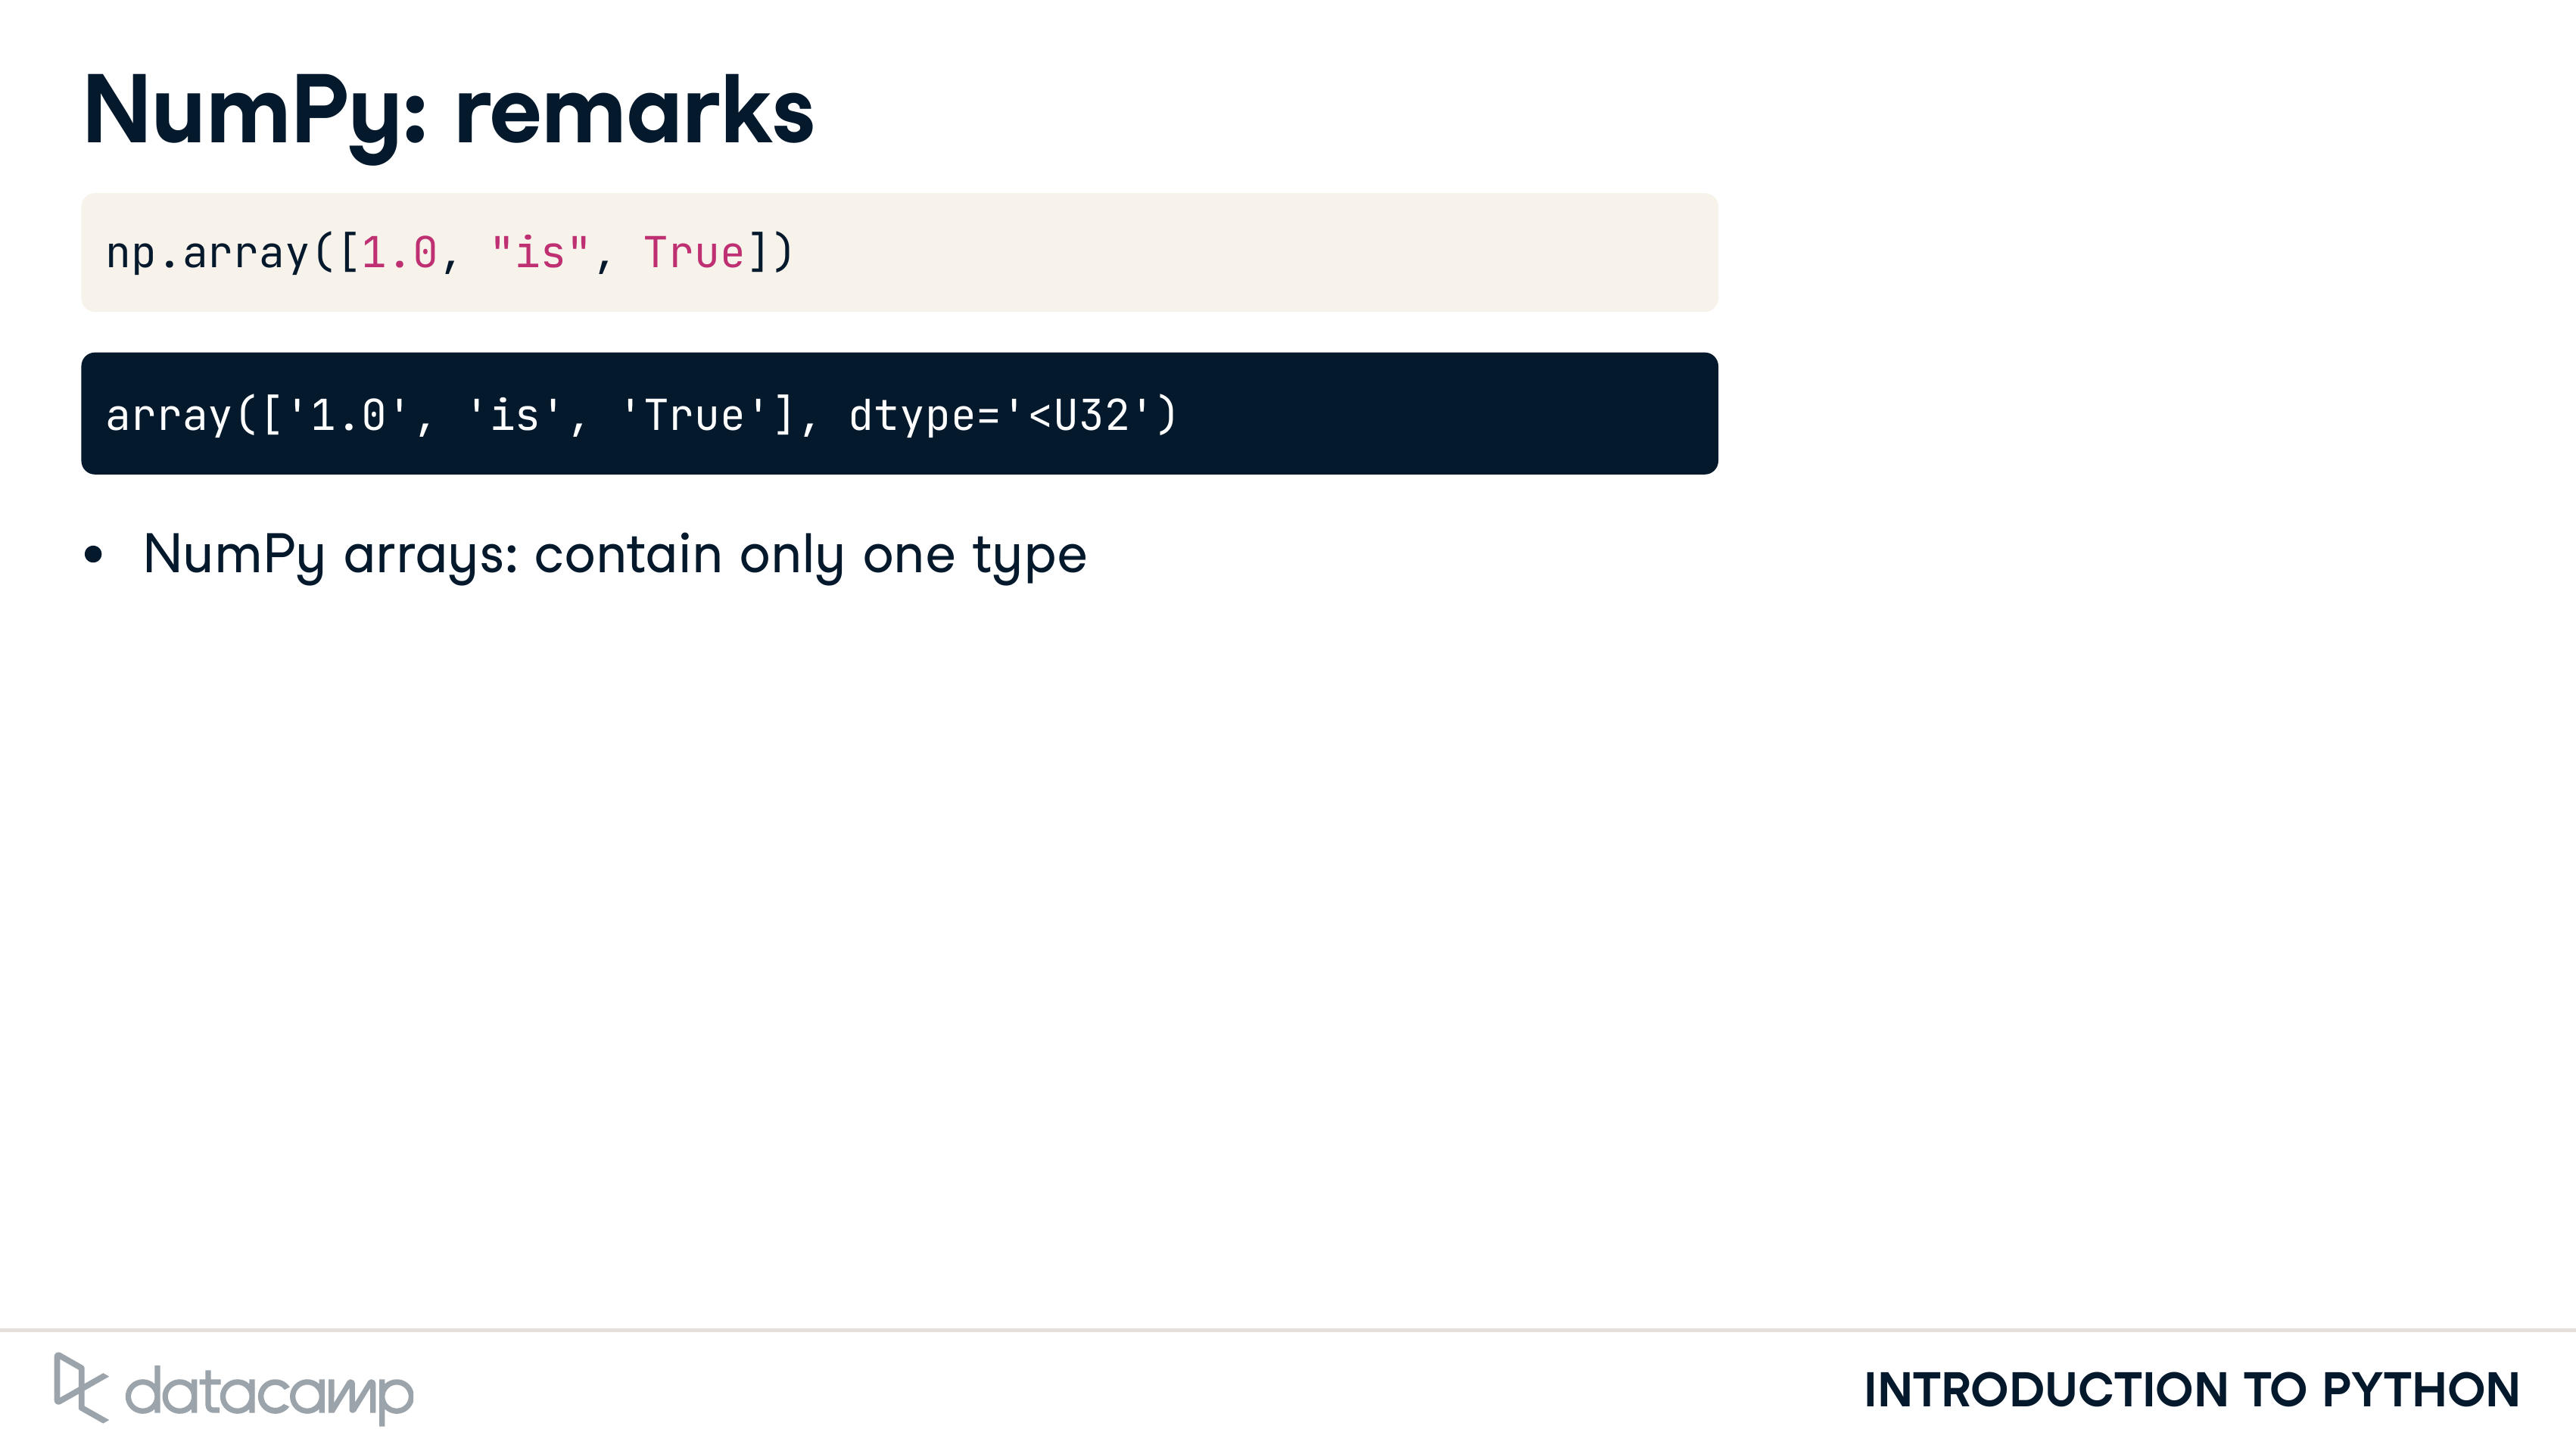 NumPy: remarks
np.array([1.0, "is", True])
array(['1.0', 'is', 'True'], dtype='<U32')
• NumPy arrays: contain only one type
datacamp
INTRODUCTION TO PYTHON